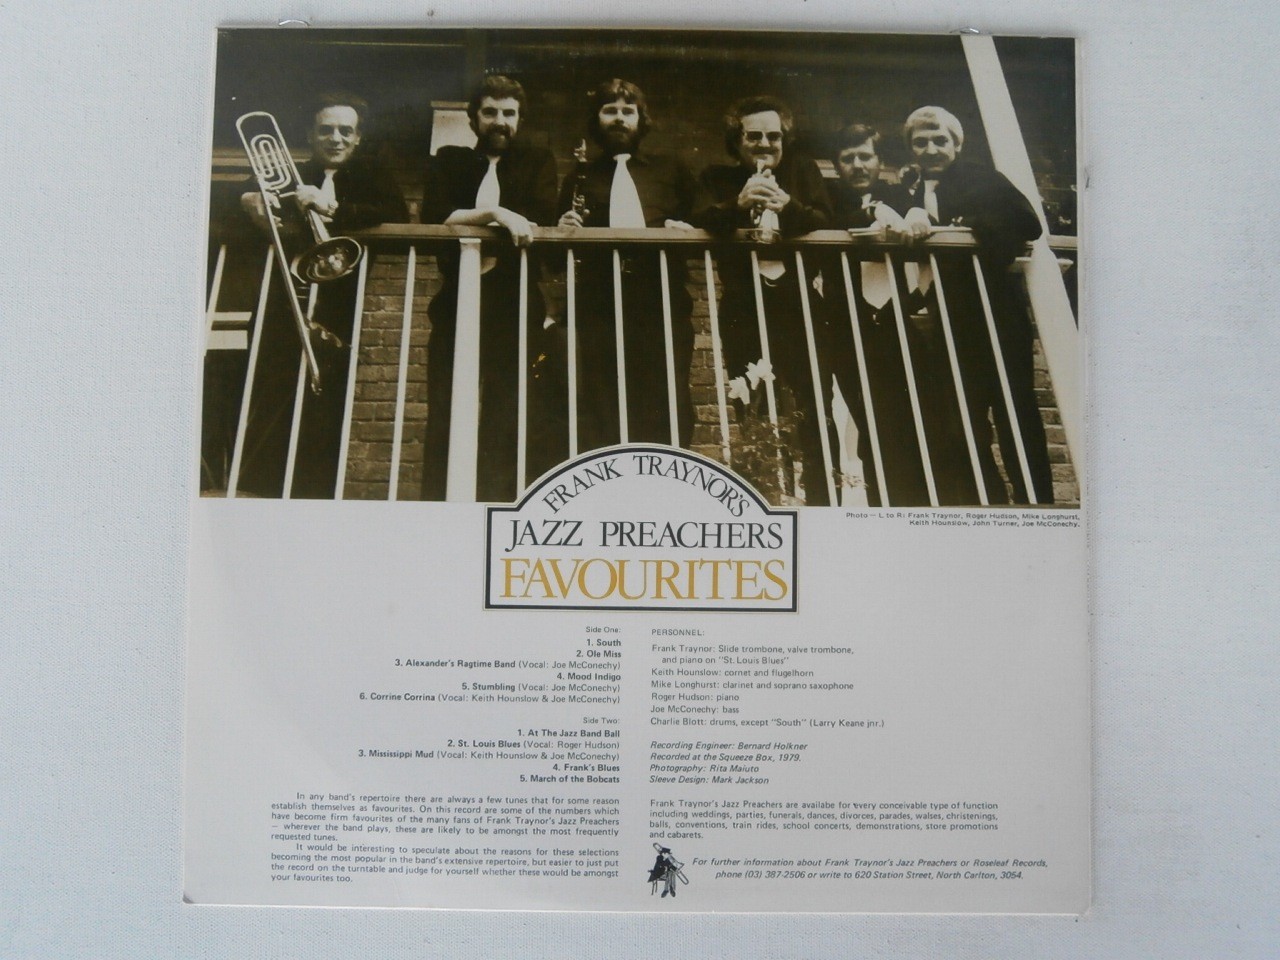 Photo — L to R: Frank Traynor, Roger Hudson, Mike Longhurst,
Keith Hounslow, John Turner, Joe McConechy.
FRANK TRAYNOR'S
JAZZ PREACHERS
FAVOURITES
Side One:
1. South
2. Ole Miss
3. Alexander's Ragtime Band (Vocal: Joe McConechy)
4. Mood Indigo
5. Stumbling (Vocal: Joe McConechy)
6. Corrine Corrina (Vocal: Keith Hounslow & Joe McConechy)
Side Two:
1. At The Jazz Band Ball
2. St. Louis Blues (Vocal: Roger Hudson)
3. Mississippi Mud (Vocal: Keith Hounslow & Joe McConechy)
4. Frank's Blues
5. March of the Bobcats
In any band's repertoire there are always a few tunes that for some reason
establish themselves as favourites. On this record are some of the numbers which
have become firm favourites of the many fans of Frank Traynor's Jazz Preachers
— wherever the band plays, these are likely to be amongst the most frequently
requested tunes.
It would be interesting to speculate about the reasons for these selections
becoming the most popular in the band's extensive repertoire, but easier to just put
the record on the turntable and judge for yourself whether these would be amongst
your favourites too.
PERSONNEL:
Frank Traynor: Slide trombone, valve trombone,
and piano on "St. Louis Blues"
Keith Hounslow: cornet and flugelhorn
Mike Longhurst: clarinet and soprano saxophone
Roger Hudson: piano
Joe McConechy: bass
Charlie Blott: drums, except "South" (Larry Keane jnr.)
Recording Engineer: Bernard Holkner
Recorded at the Squeeze Box, 1979.
Photography: Rita Maiuto
Sleeve Design: Mark Jackson
Frank Traynor's Jazz Preachers are availabe for every conceivable type of function
including weddings, parties, funerals, dances, divorces, parades, walses, christenings,
balls, conventions, train rides, school concerts, demonstrations, store promotions
and cabarets.
For further information about Frank Traynor's Jazz Preachers or Roseleaf Records,
phone (03) 387-2506 or write to 620 Station Street, North Carlton, 3054.